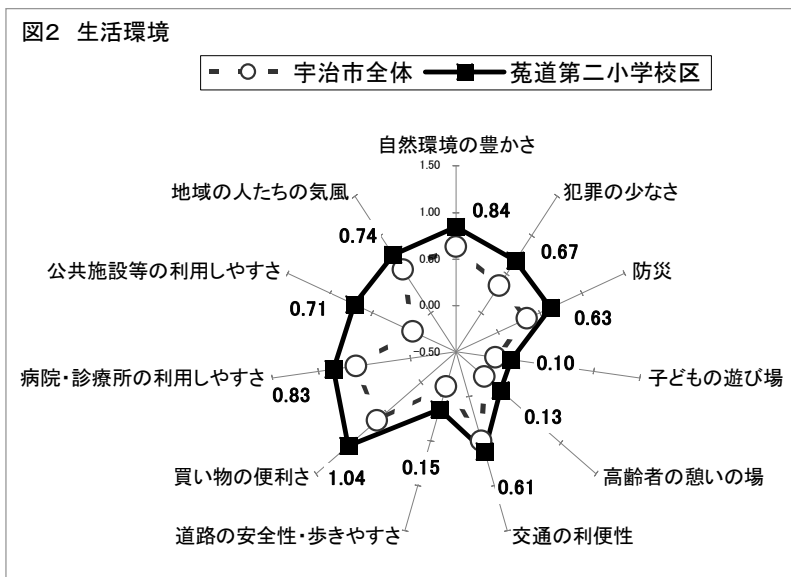 図2 生活環境
宇治市全体 菟道第二小学校区
自然環境の豊かさ
1.50
地域の人たちの気風
犯罪の少なさ
1.00
0.84
0.74
0.67
0.50
公共施設等の利用しやすさ
防災
0.71
0.00
0.63
-0.50
病院・診療所の利用しやすさ
0.83
0.10
子どもの遊び場
0.13
買い物の便利さ
1.04
0.15
0.61
高齢者の憩いの場
道路の安全性・歩きやすさ
交通の利便性